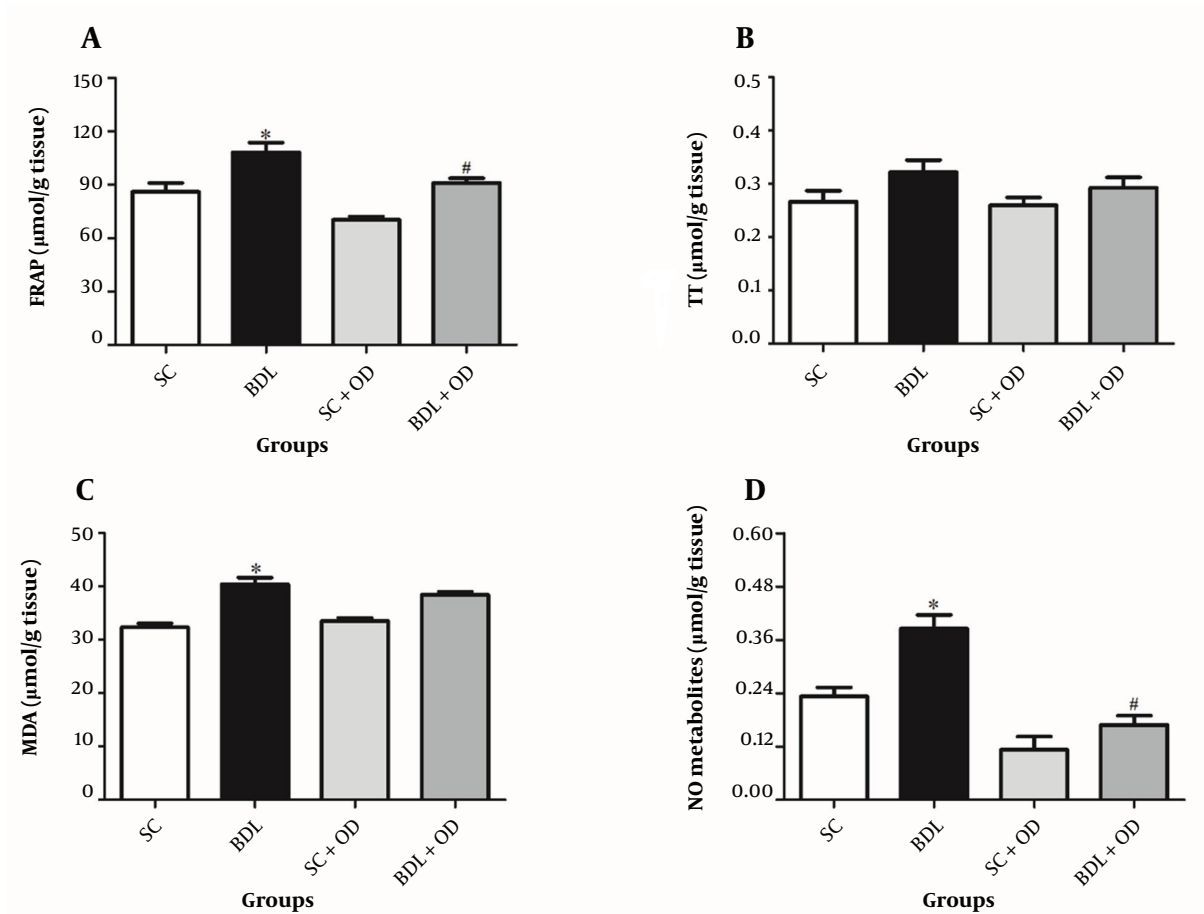 A
FRAP (µmol/g tissue)
150
120
90
60
30
0
*
#
SC
BDL
SC + OD
BDL + OD
Groups
B
TT (µmol/g tissue)
0.5
0.4
0.3
0.2
0.1
0.0
SC
BDL
SC + OD
BDL + OD
Groups
C
MDA (µmol/g tissue)
50
40
30
20
10
0
*
SC
BDL
SC + OD
BDL + OD
Groups
D
NO metabolites (µmol/g tissue)
0.60
0.48
0.36
0.24
0.12
0.00
*
#
SC
BDL
SC + OD
BDL + OD
Groups